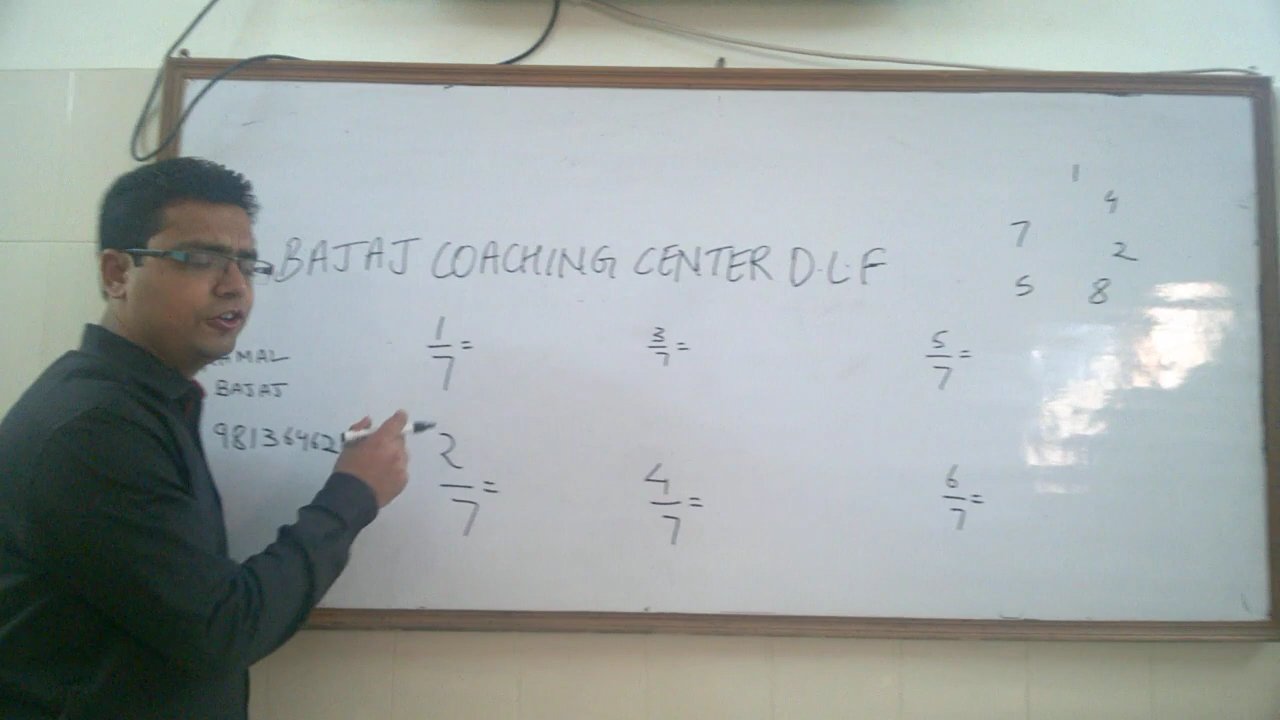 1
4
7
2
5 8
BAJAJ COACHING CENTER D.L.F
1/7= 3/7= 5/7=
BAJAJ
2/7= 4/7= 6/7=